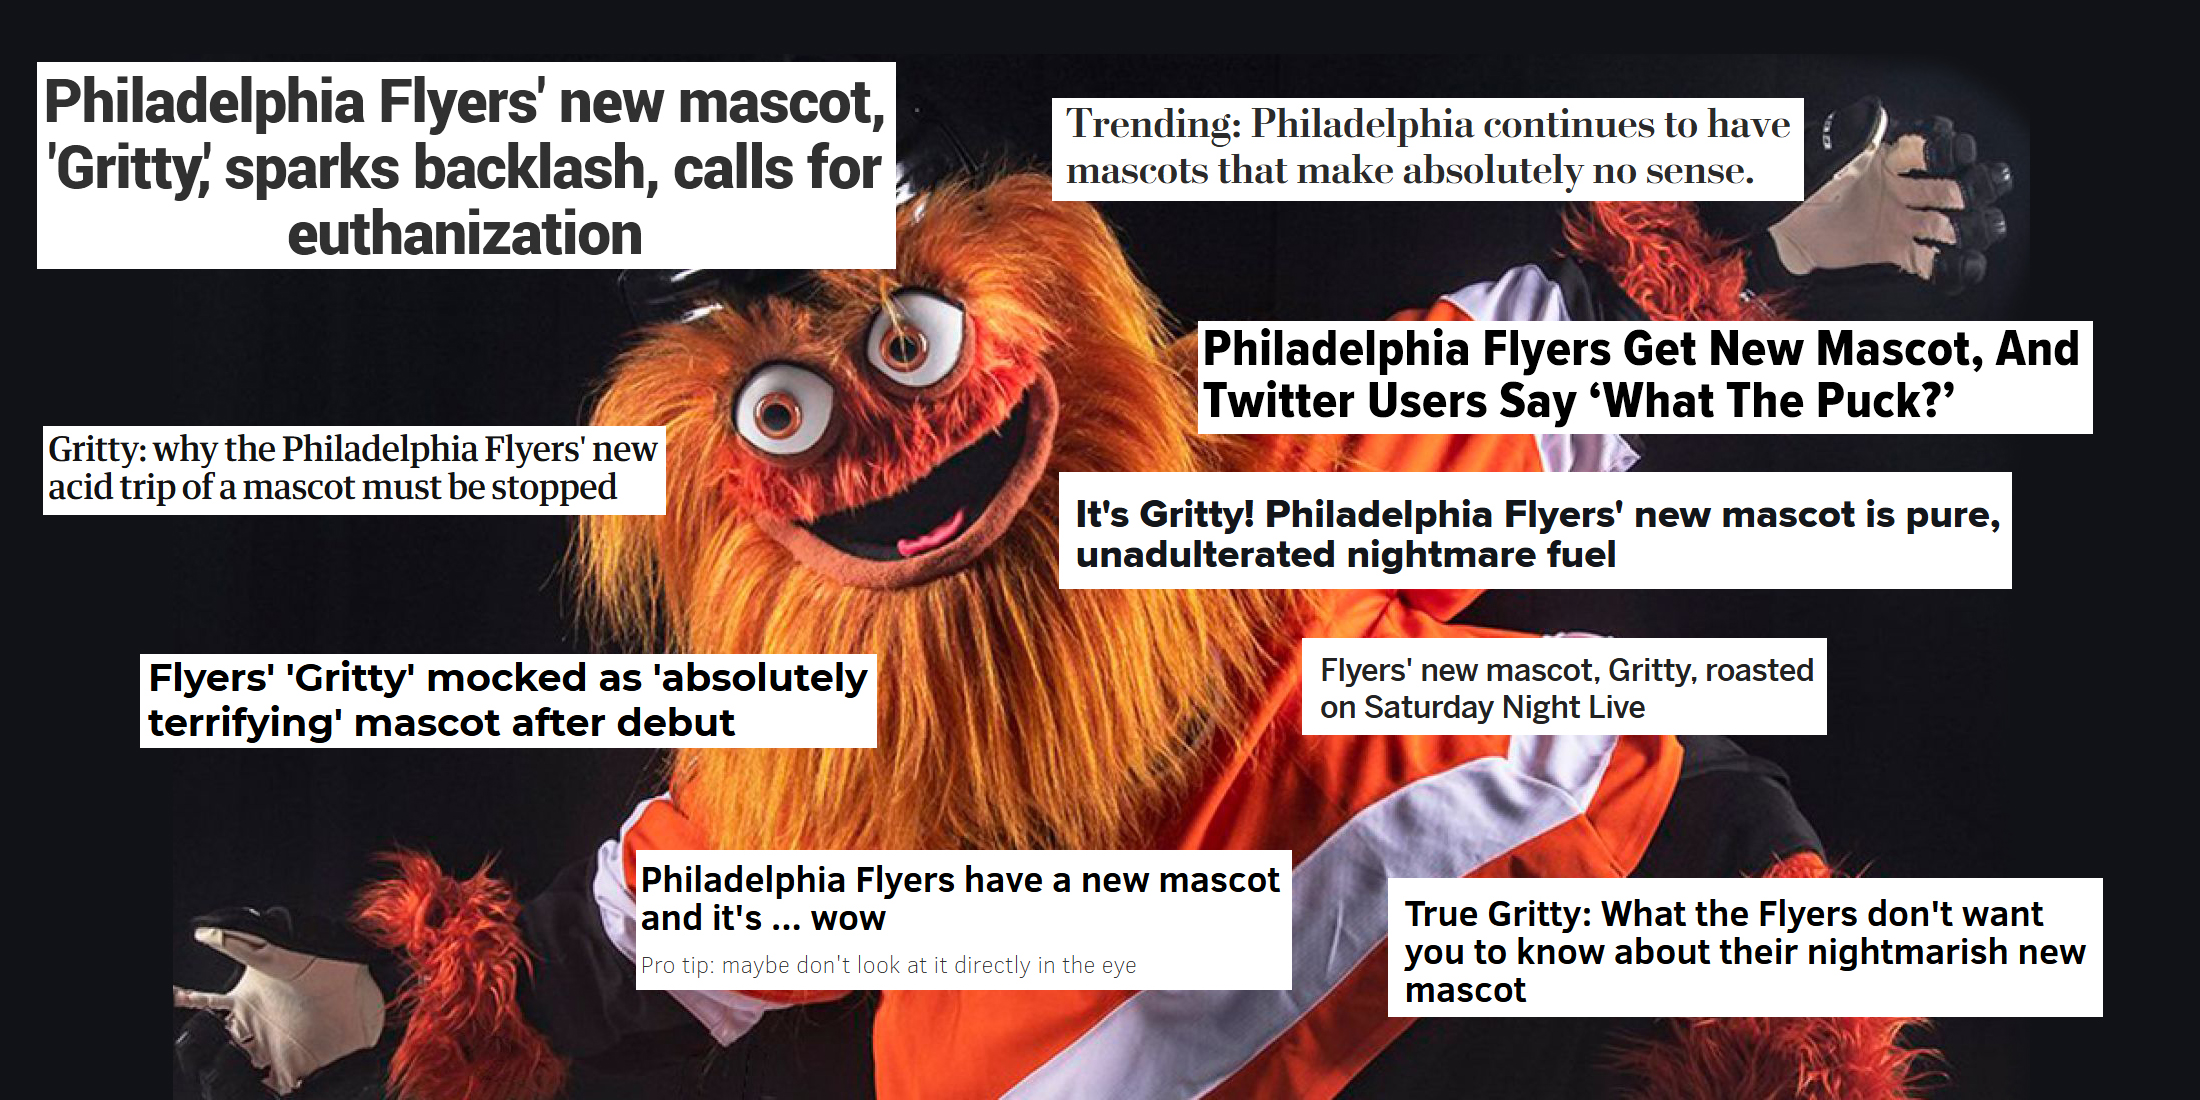 Philadelphia Flyers' new mascot,
'Gritty,' sparks backlash, calls for
euthanization
Trending: Philadelphia continues to have
mascots that make absolutely no sense.
Philadelphia Flyers Get New Mascot, And
Twitter Users Say ‘What The Puck?’
Gritty: why the Philadelphia Flyers' new
acid trip of a mascot must be stopped
It's Gritty! Philadelphia Flyers' new mascot is pure,
unadulterated nightmare fuel
Flyers' 'Gritty' mocked as 'absolutely
terrifying' mascot after debut
Flyers' new mascot, Gritty, roasted
on Saturday Night Live
Philadelphia Flyers have a new mascot
and it's ... wow
Pro tip: maybe don't look at it directly in the eye
True Gritty: What the Flyers don't want
you to know about their nightmarish new
mascot